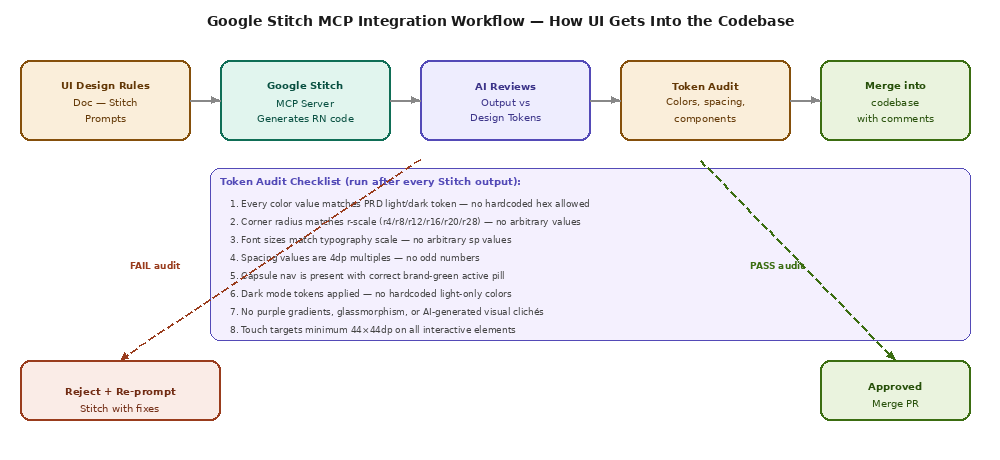 Google Stitch MCP Integration Workflow — How UI Gets Into the Codebase
UI Design Rules
Doc — Stitch
Prompts
Google Stitch
MCP Server
Generates RN code
AI Reviews
Output vs
Design Tokens
Token Audit
Colors, spacing,
components
Merge into
codebase
with comments
Token Audit Checklist (run after every Stitch output):
1. Every color value matches PRD light/dark token — no hardcoded hex allowed
2. Corner radius matches r-scale (r4/r8/r12/r16/r20/r28) — no arbitrary values
3. Font sizes match typography scale — no arbitrary sp values
4. Spacing values are 4dp multiples — no odd numbers
5. Capsule nav is present with correct brand-green active pill
6. Dark mode tokens applied — no hardcoded light-only colors
7. No purple gradients, glassmorphism, or AI-generated visual clichés
8. Touch targets minimum 44×44dp on all interactive elements
FAIL audit
PASS audit
Reject + Re-prompt
Stitch with fixes
Approved
Merge PR